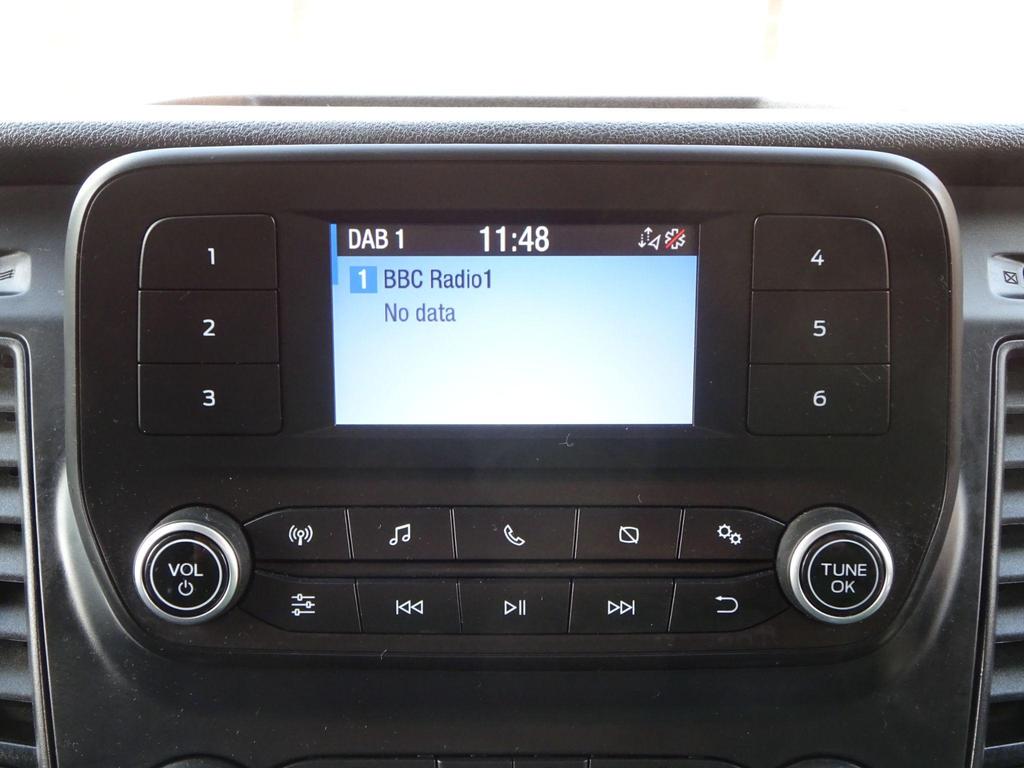 DAB 1 11:48
1 BBC Radio1
No data
1
2
3
4
5
6
VOL
TUNE
OK